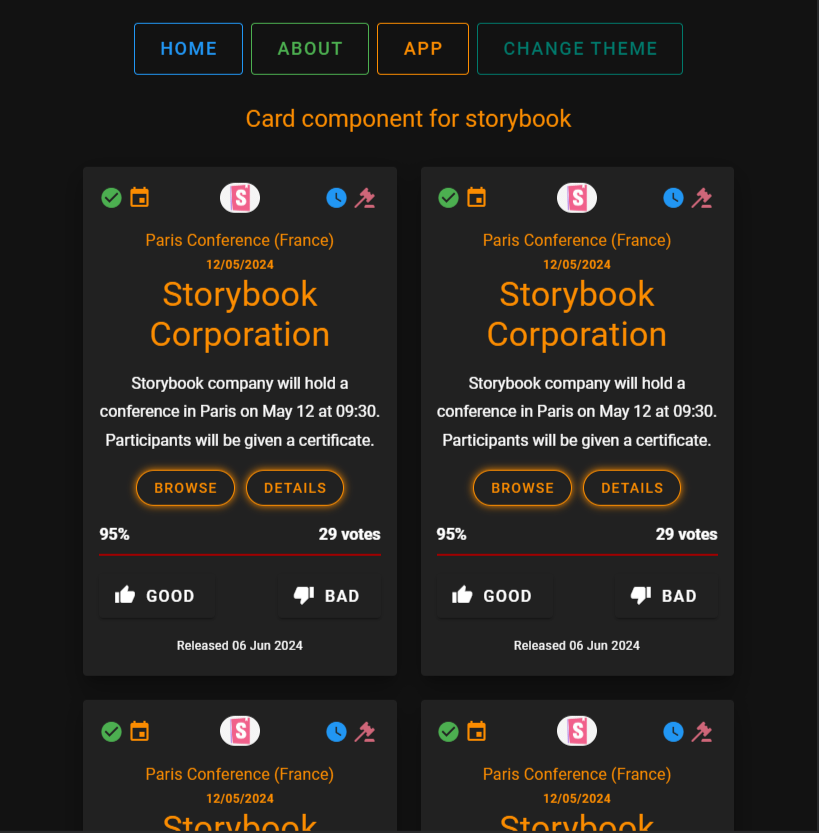 HOME ABOUT APP CHANGE THEME
Card component for storybook
S
Paris Conference (France)
12/05/2024
Storybook
Corporation
Storybook company will hold a
conference in Paris on May 12 at 09:30.
Participants will be given a certificate.
BROWSE DETAILS
95% 29 votes
GOOD BAD
Released 06 Jun 2024
S
Paris Conference (France)
12/05/2024
Storybook
Corporation
Storybook company will hold a
conference in Paris on May 12 at 09:30.
Participants will be given a certificate.
BROWSE DETAILS
95% 29 votes
GOOD BAD
Released 06 Jun 2024
S
Paris Conference (France)
12/05/2024
Storybook
S
Paris Conference (France)
12/05/2024
Storybook